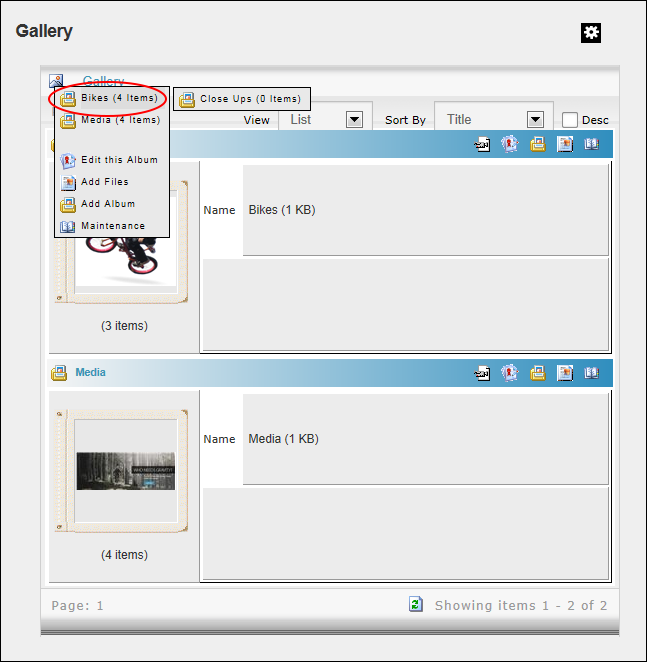 Gallery
Gallery
Bikes (4 Items)
Close Ups (0 Items)
Media (4 Items)
View List Sort By Title Desc
Edit this Album
Add Files
Add Album
Maintenance
Name Bikes (1 KB)
(3 items)
Media
Name Media (1 KB)
(4 items)
Page: 1 Showing items 1 - 2 of 2